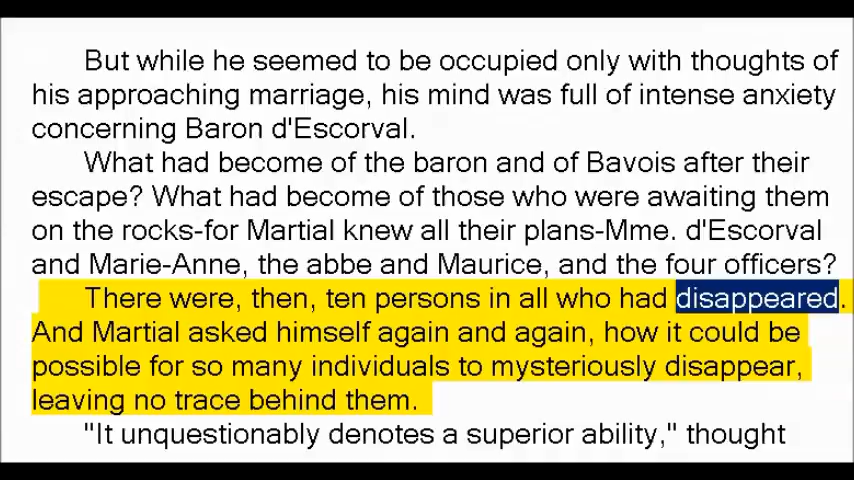 But while he seemed to be occupied only with thoughts of
his approaching marriage, his mind was full of intense anxiety
concerning Baron d'Escorval.
What had become of the baron and of Bavois after their
escape? What had become of those who were awaiting them
on the rocks-for Martial knew all their plans-Mme. d'Escorval
and Marie-Anne, the abbe and Maurice, and the four officers?
There were, then, ten persons in all who had disappeared.
And Martial asked himself again and again, how it could be
possible for so many individuals to mysteriously disappear,
leaving no trace behind them.
"It unquestionably denotes a superior ability," thought